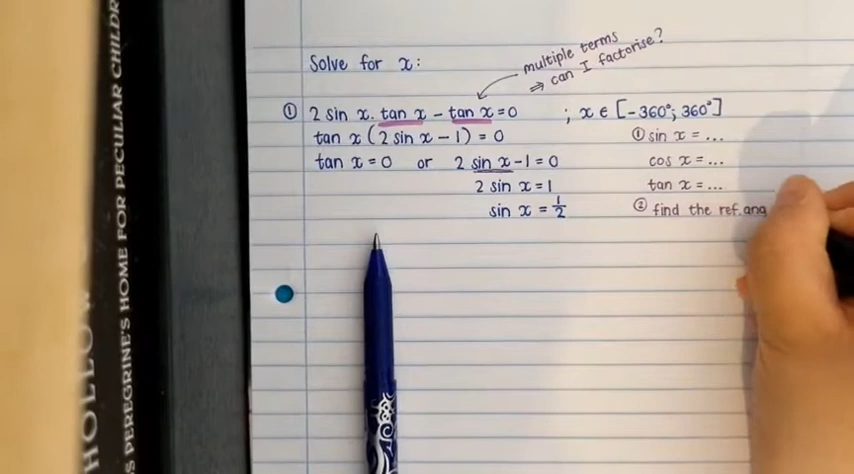 HOLLOW
S PEREGRINE'S HOME FOR PECULIAR CHILDR
Solve for x:
multiple terms
⇒ can I factorise?
① 2 sin x. tan x - tan x = 0 ; x ∈ [-360°; 360°]
tan x (2 sin x - 1) = 0
tan x = 0 or 2 sin x - 1 = 0
2 sin x = 1
sin x = 1/2
① sin x = ...
cos x = ...
tan x = ...
② find the ref. ang